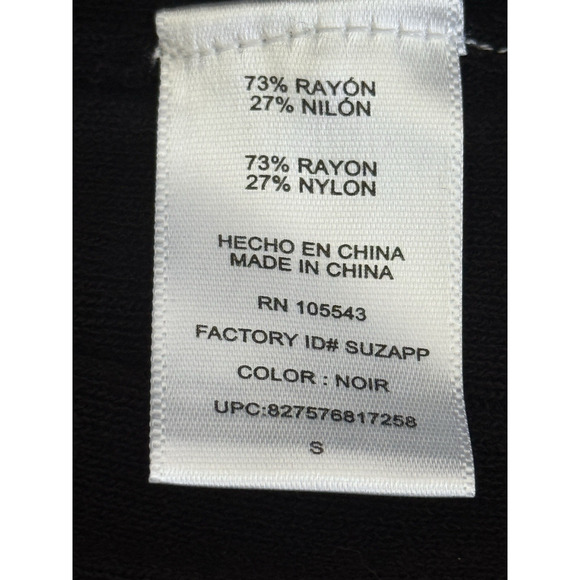 73% RAYÓN
27% NILÓN
73% RAYON
27% NYLON
HECHO EN CHINA
MADE IN CHINA
RN 105543
FACTORY ID# SUZAPP
COLOR : NOIR
UPC:827576817258
S